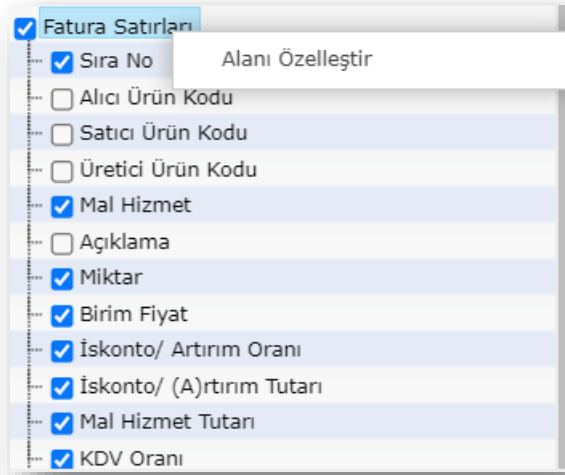 Fatura Satırları
Sıra No
Alanı Özelleştir
Alıcı Ürün Kodu
Satıcı Ürün Kodu
Üretici Ürün Kodu
Mal Hizmet
Açıklama
Miktar
Birim Fiyat
İskonto/ Artırım Oranı
İskonto/ (A)rtırım Tutarı
Mal Hizmet Tutarı
KDV Oranı